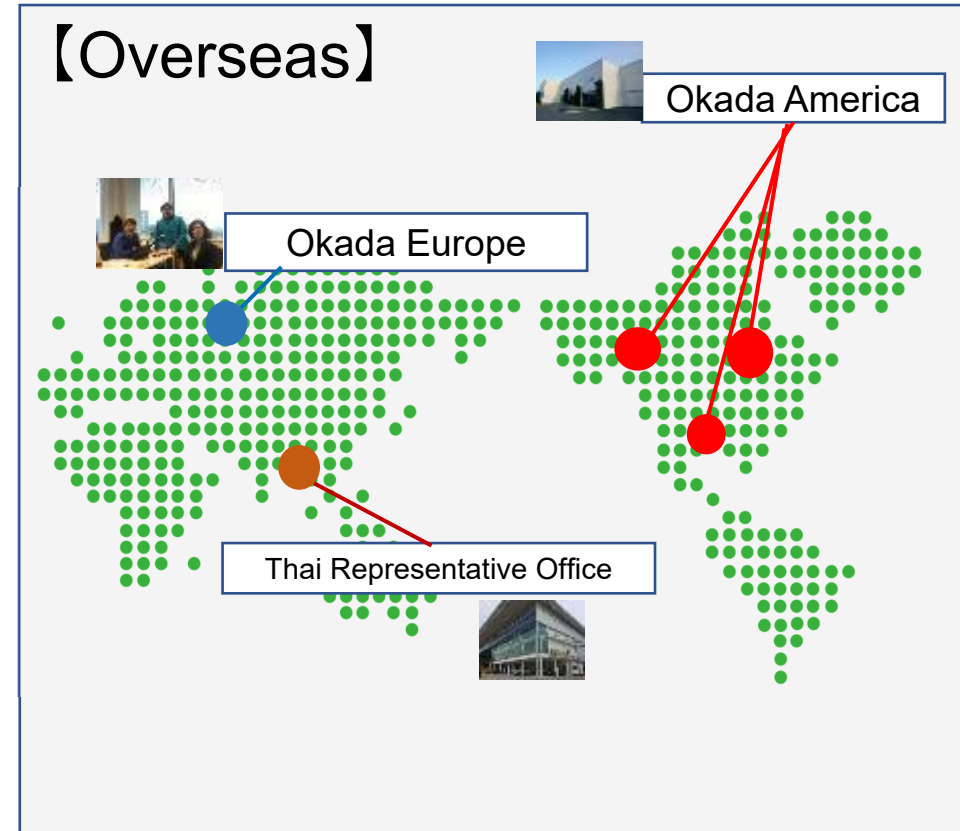 【Overseas】
Okada America
Okada Europe
Thai Representative Office